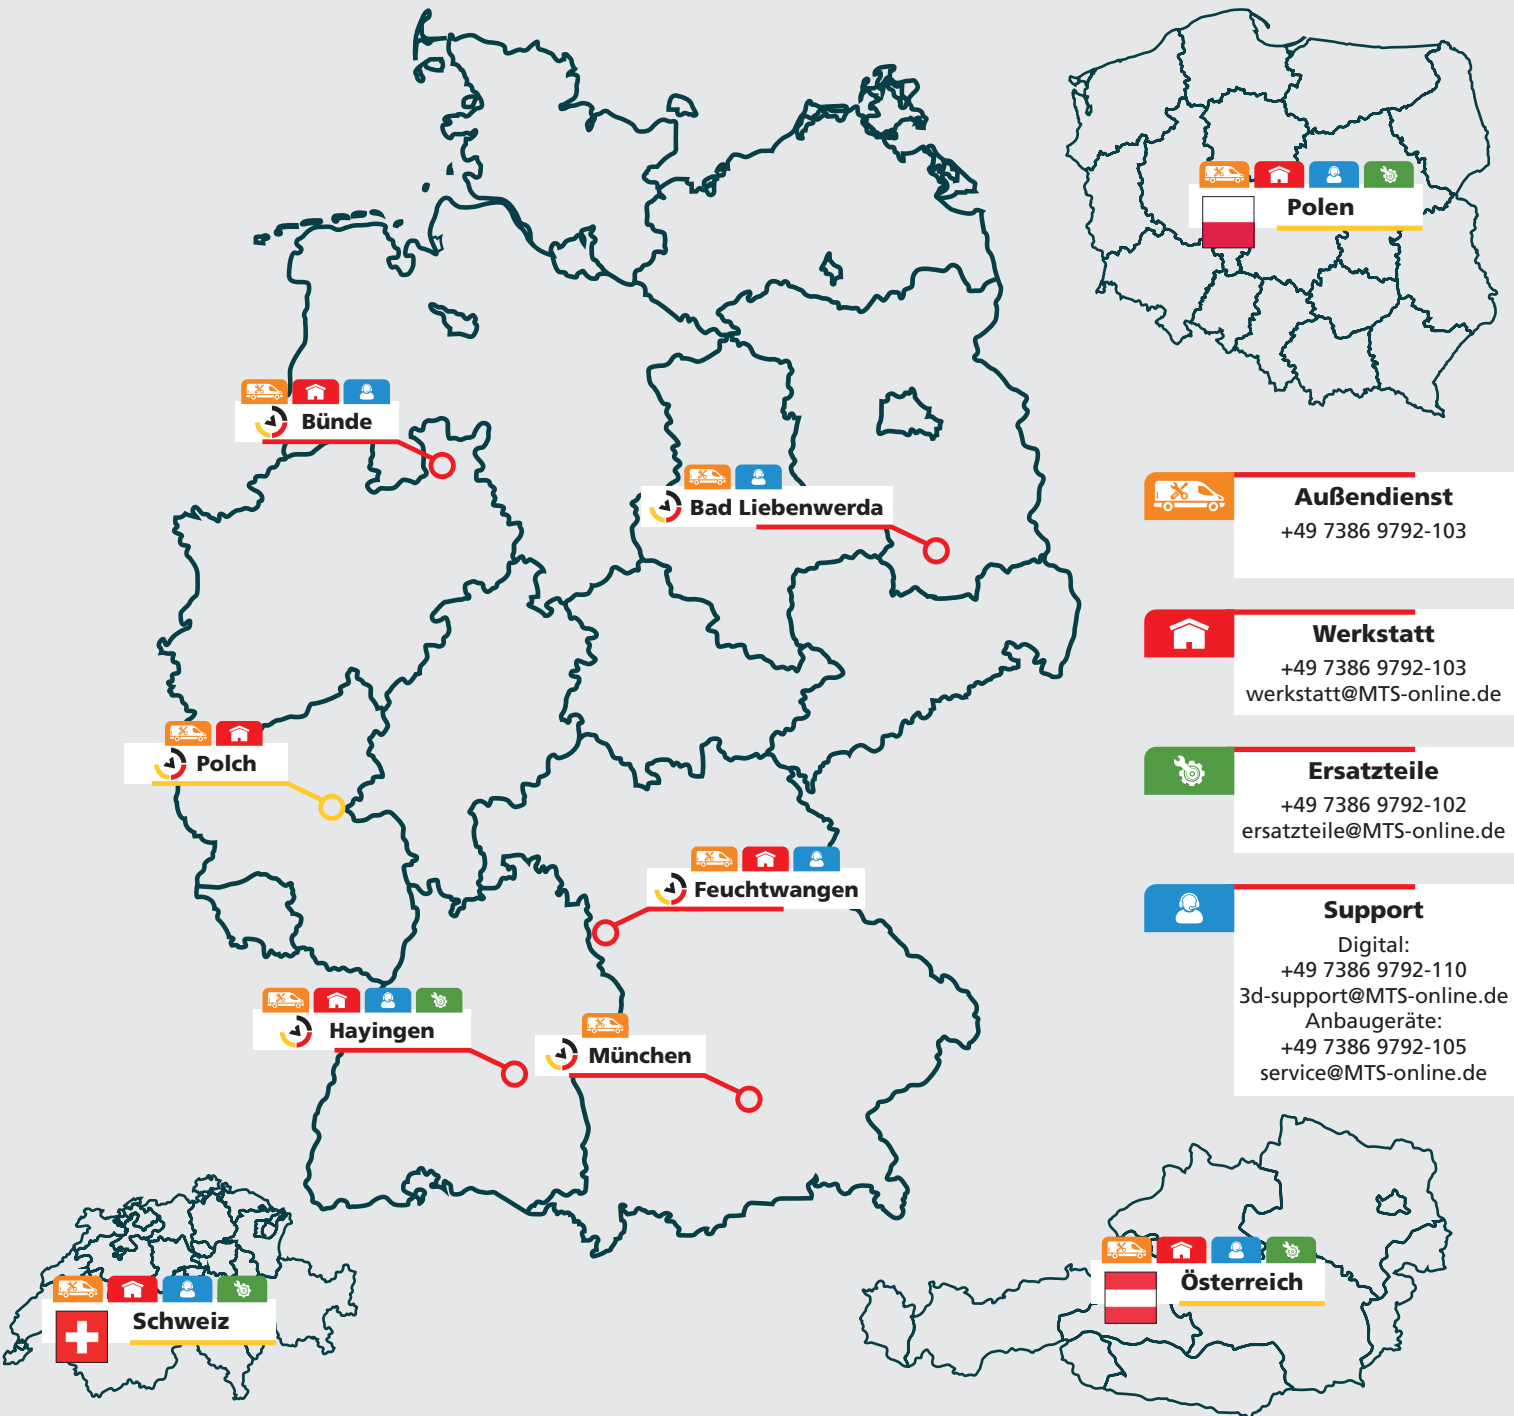 Polen
Bünde
Bad Liebenwerda
Polch
Feuchtwangen
Hayingen
München
Schweiz
Österreich
Außendienst
+49 7386 9792-103
Werkstatt
+49 7386 9792-103
werkstatt@MTS-online.de
Ersatzteile
+49 7386 9792-102
ersatzteile@MTS-online.de
Support
Digital:
+49 7386 9792-110
3d-support@MTS-online.de
Anbaugeräte:
+49 7386 9792-105
service@MTS-online.de